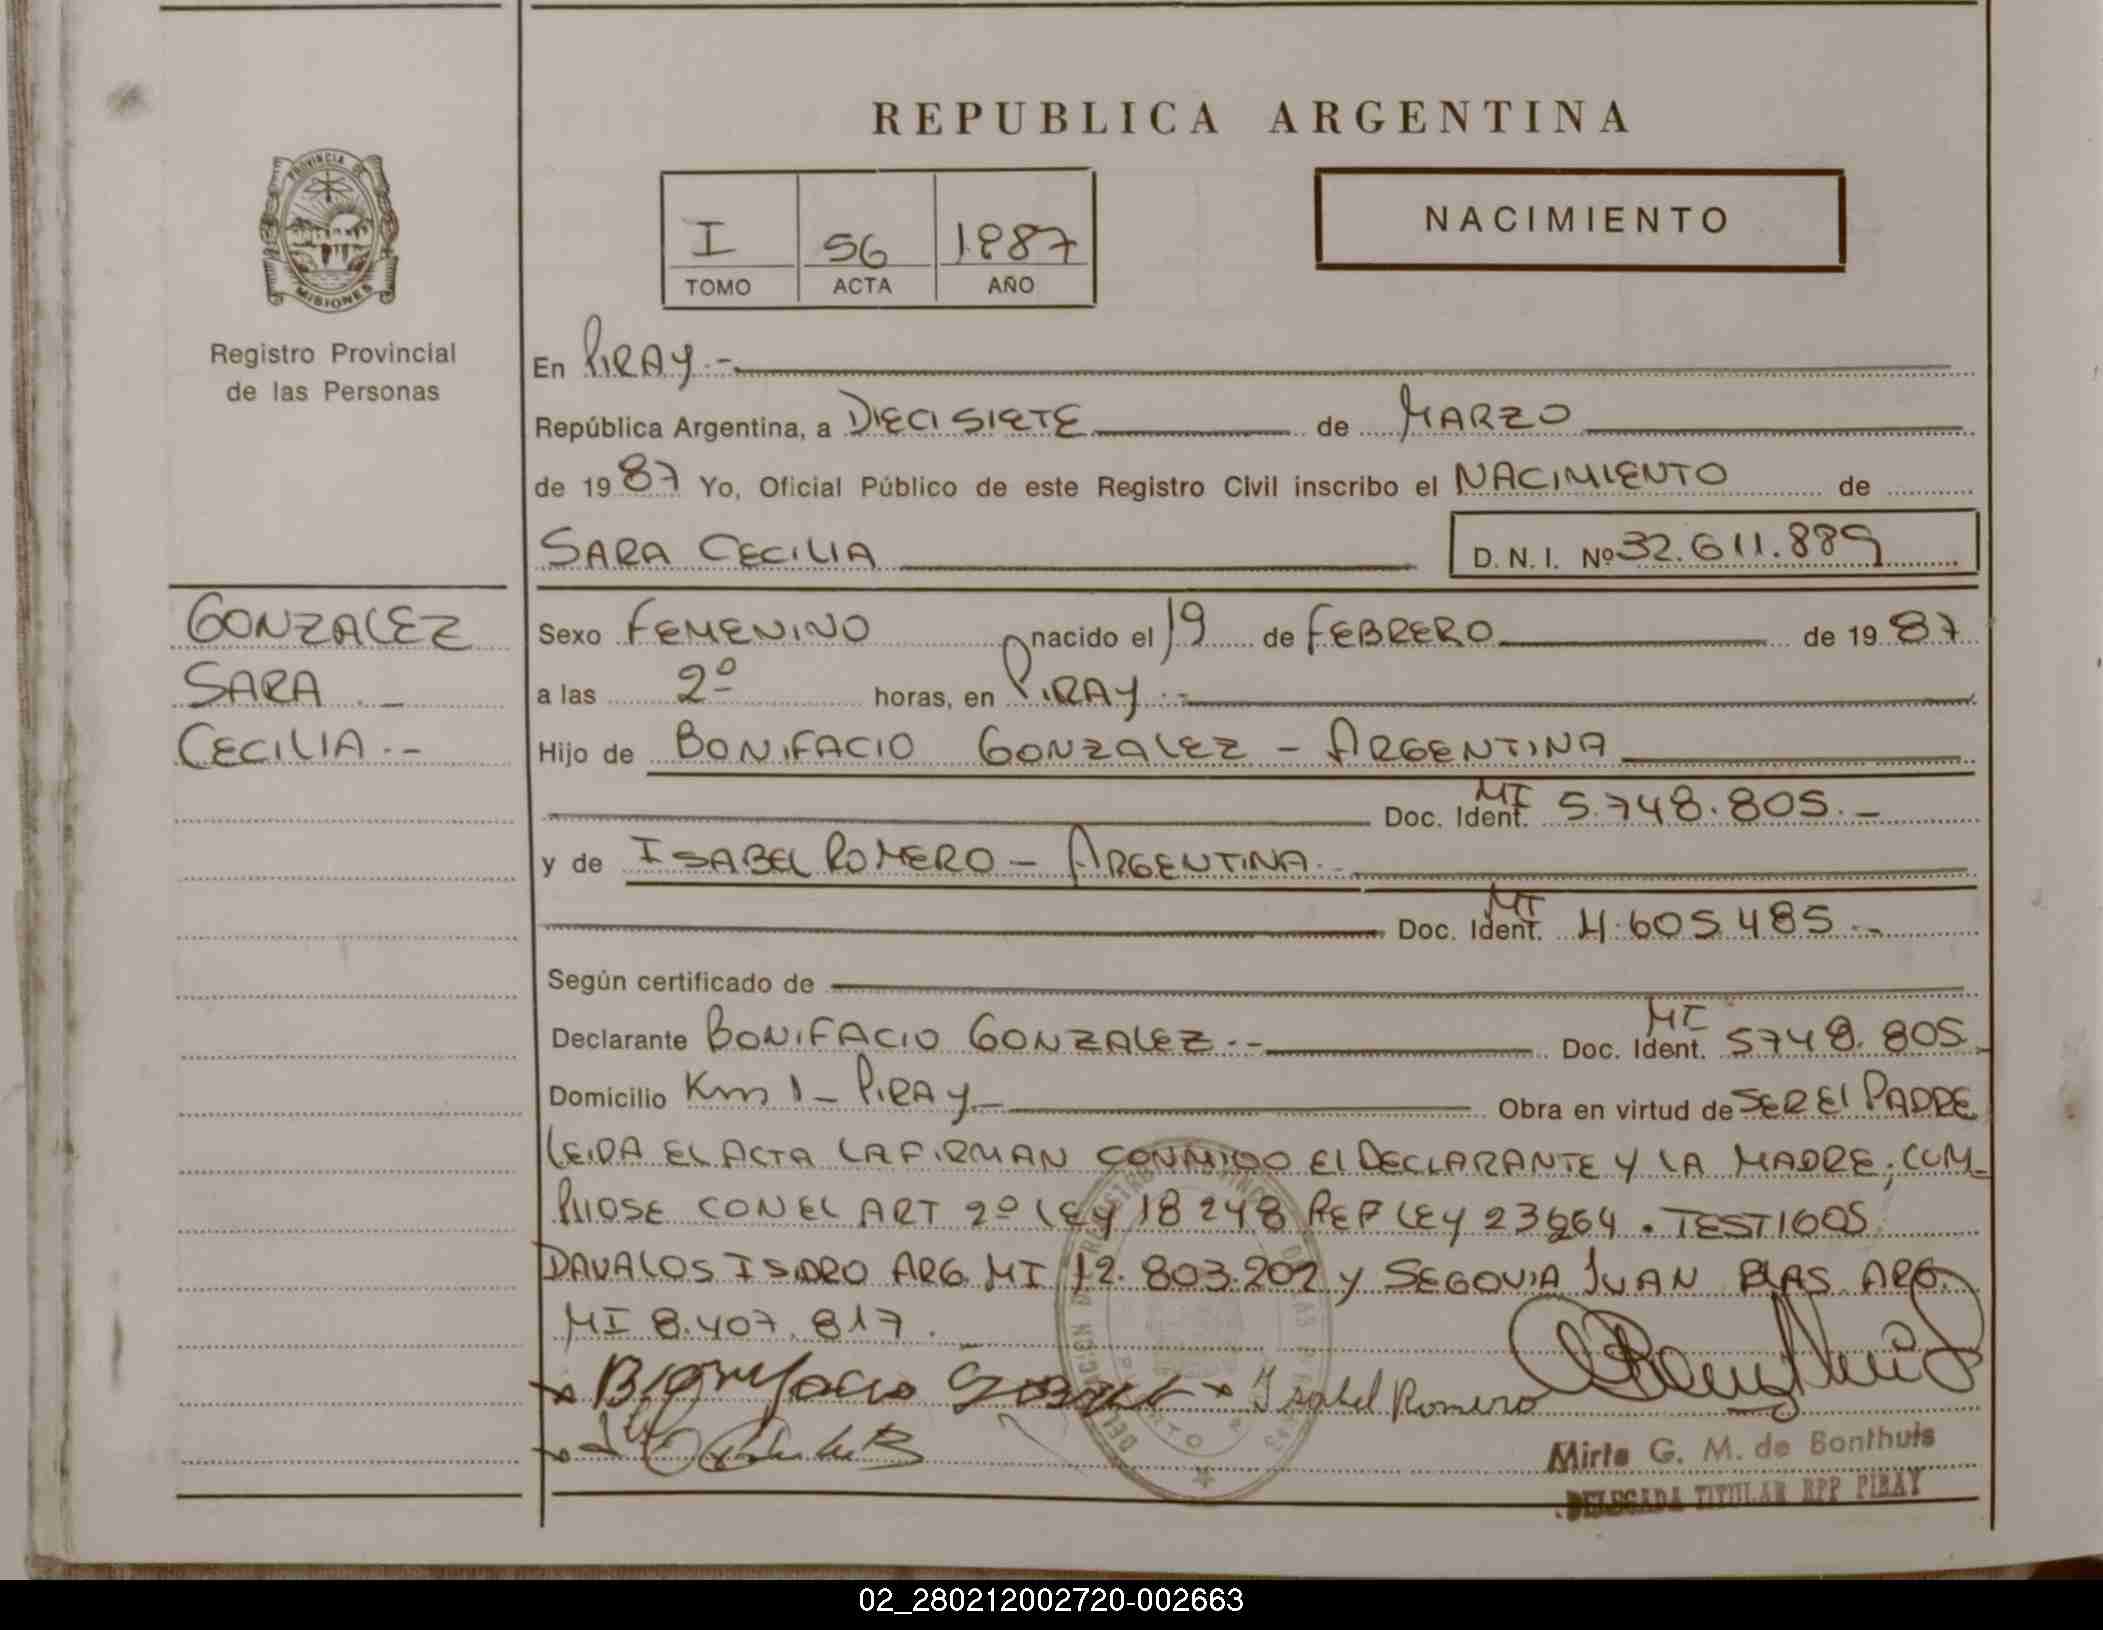 REPUBLICA ARGENTINA
PROVINCIA DE
MISIONES
Registro Provincial
de las Personas
I 56 1987
TOMO ACTA AÑO
NACIMIENTO
En PIRAY.-
República Argentina, a DIECISIETE de MARZO
de 1987 Yo, Oficial Público de este Registro Civil inscribo el NACIMIENTO de
SARA CECILIA D. N. I. Nº 32.611.889
GONZALEZ
SARA _
CECILIA.-
Sexo FEMENINO nacido el 19 de FEBRERO de 1987
a las 2º horas, en PIRAY.-
Hijo de BONIFACIO GONZALEZ - ARGENTINA
Doc. Ident. MI 5.748.805.-
y de ISABEL ROMERO - ARGENTINA.
Doc. Ident. MI 4.605.485.-
Según certificado de
Declarante BONIFACIO GONZALEZ.- Doc. Ident. MI 5748.805.
Domicilio Km 1 - PIRAY - Obra en virtud de SER EL PADRE
LEIDA EL ACTA LA FIRMAN CONMIGO EL DECLARANTE Y LA MADRE, CUM-
PLIOSE CON EL ART 2º LEY 18248 REF LEY 23264. TESTIGOS
DAVALOS ISIDRO ARG. MI 12.803.202 Y SEGOVIA JUAN BLAS ARG.
MI 8.407.817.
Bonifacio Isabel Romero
Mirta G. M. de Bonthuis
DELEGADA TITULAR RPP PIRAY
02_280212002720-002663